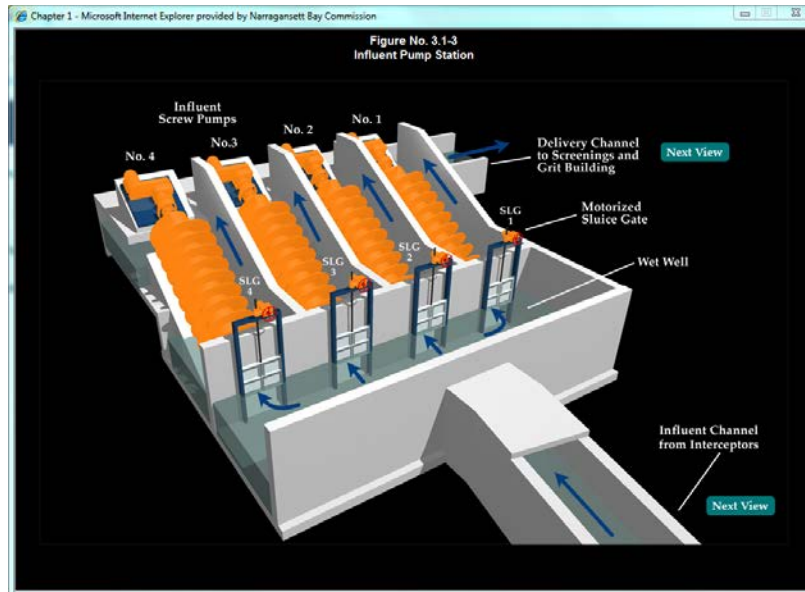 Chapter 1 - Microsoft Internet Explorer provided by Narragansett Bay Commission
Figure No. 3.1-3
Influent Pump Station
Influent
Screw Pumps
No. 4
No.3
No. 2
No. 1
Delivery Channel
to Screenings and
Grit Building
Next View
SLG
1
Motorized
Sluice Gate
SLG
2
SLG
3
SLG
4
Wet Well
Influent Channel
from Interceptors
Next View